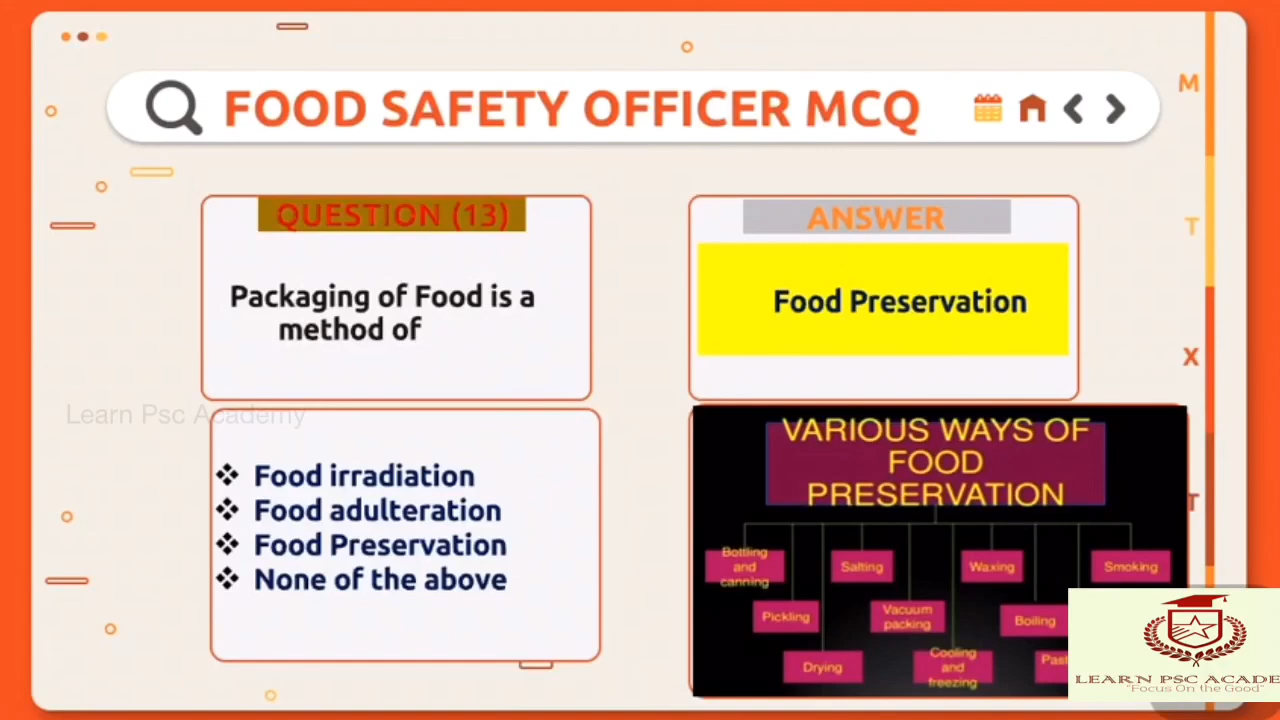 FOOD SAFETY OFFICER MCQ
M
T
X
T
QUESTION (13)
Packaging of Food is a
method of
ANSWER
Food Preservation
Learn Psc Academy
Food irradiation
Food adulteration
Food Preservation
None of the above
VARIOUS WAYS OF
FOOD
PRESERVATION
Bottling
and
canning
Salting
Waxing
Smoking
Pickling
Vacuum
packing
Boiling
Drying
Cooling
and
freezing
Past
LEARN PSC ACADE
"Focus On the Good"